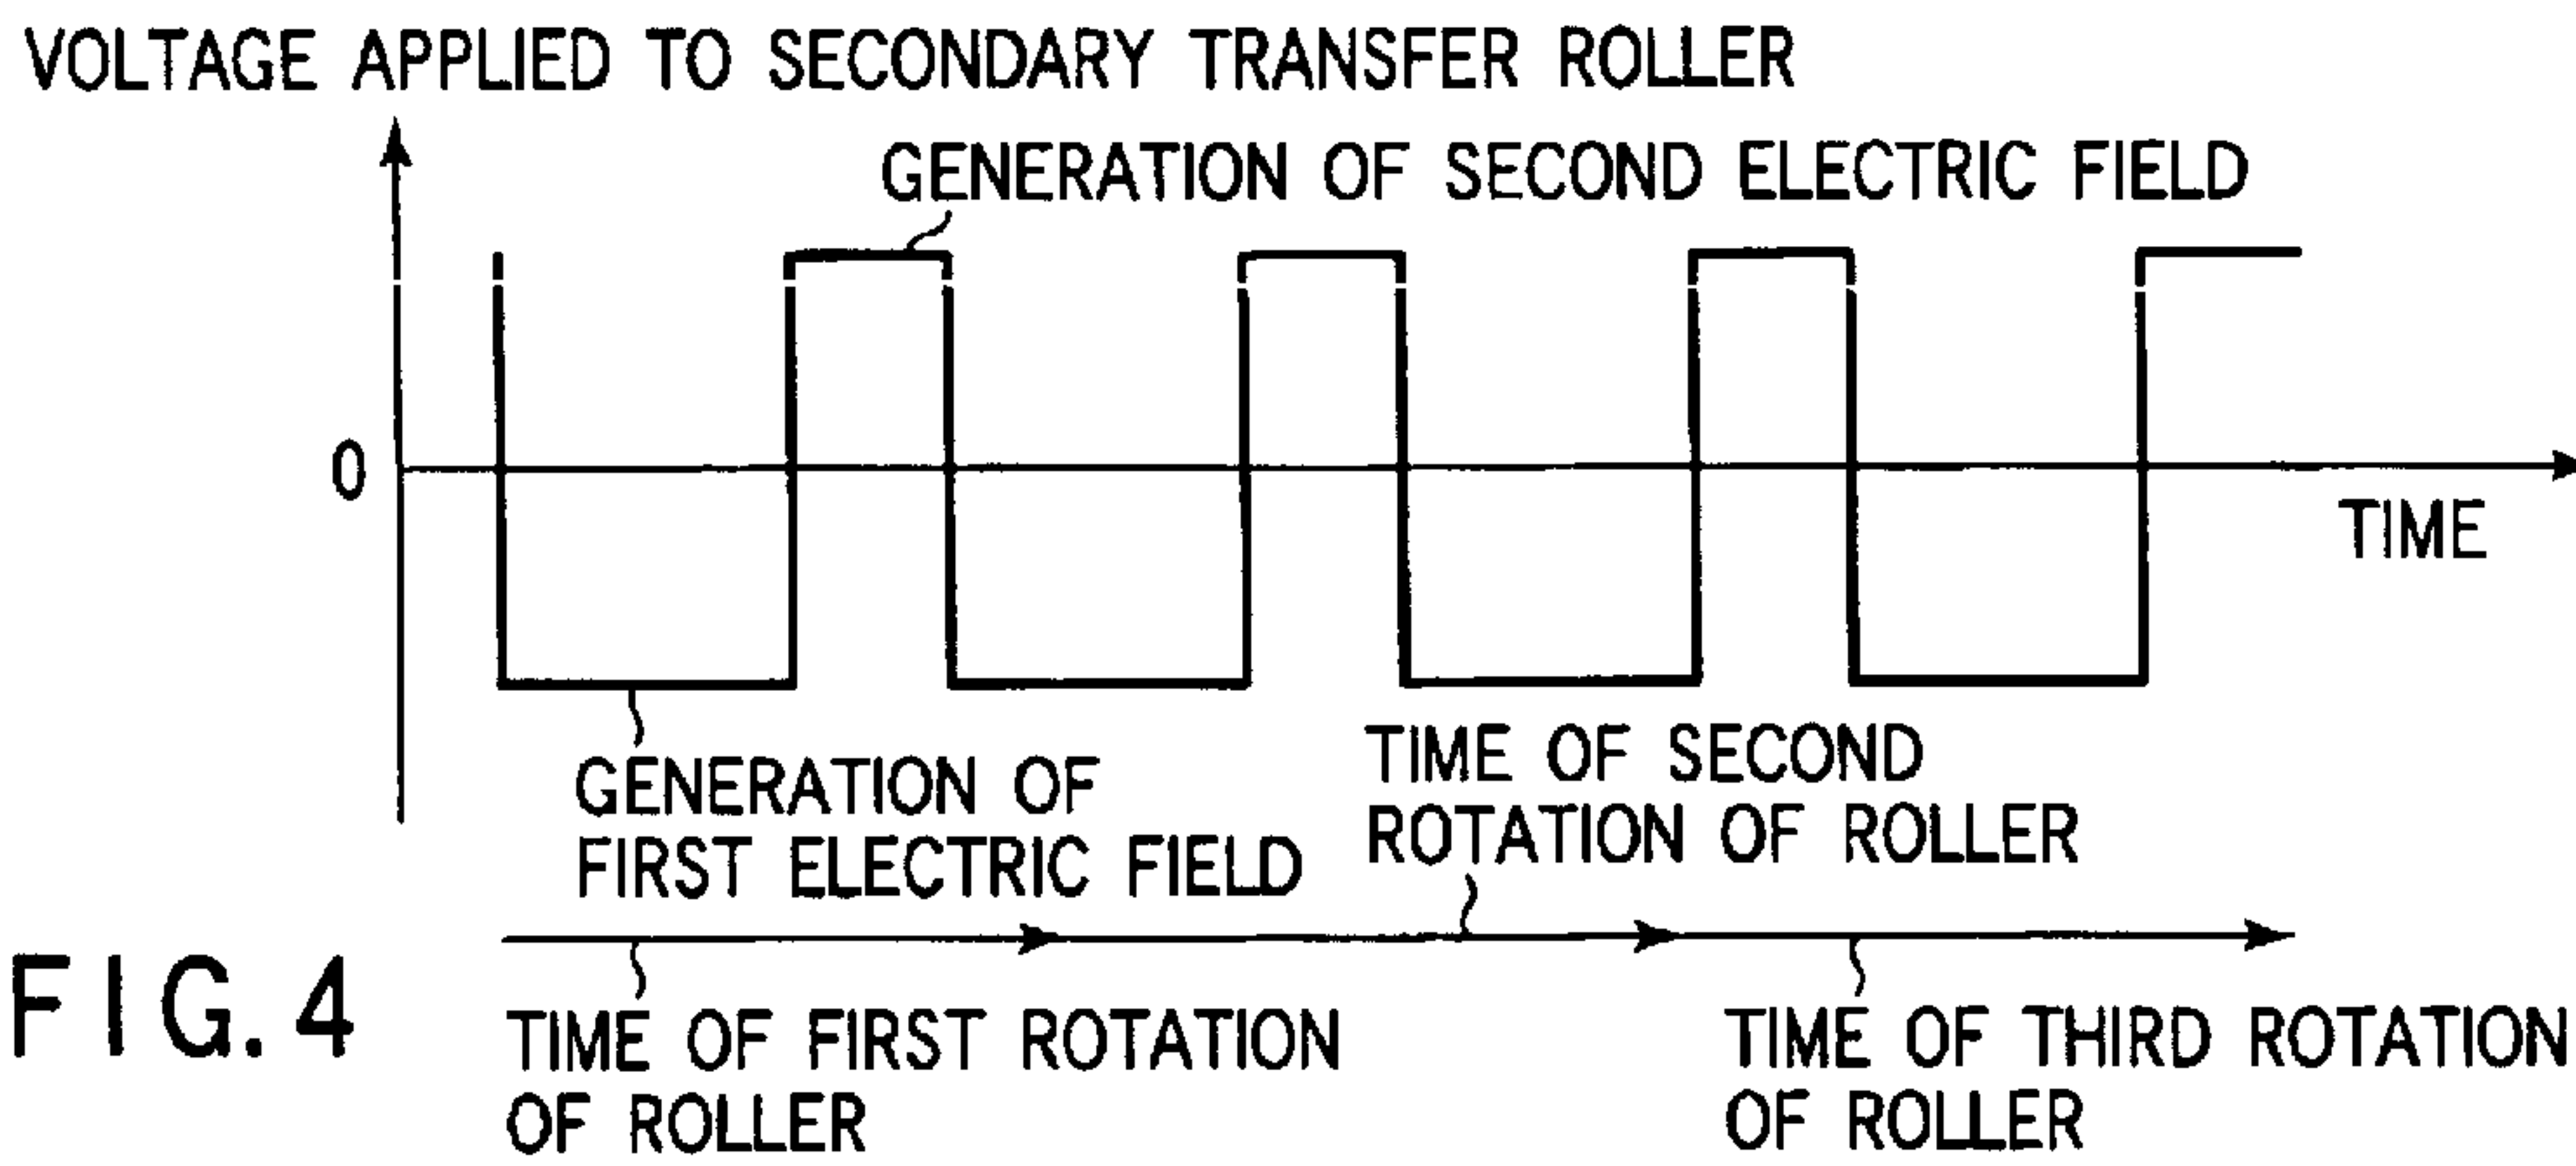 VOLTAGE APPLIED TO SECONDARY TRANSFER ROLLER
GENERATION OF SECOND ELECTRIC FIELD
0
TIME
GENERATION OF
FIRST ELECTRIC FIELD
TIME OF SECOND
ROTATION OF ROLLER
FIG.4
TIME OF FIRST ROTATION
OF ROLLER
TIME OF THIRD ROTATION
OF ROLLER